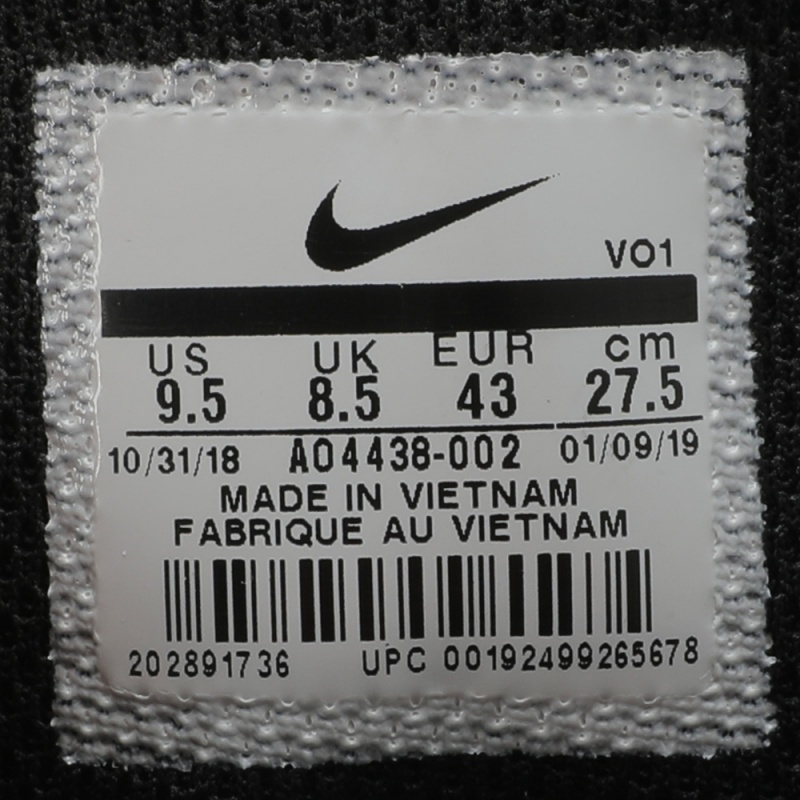 VO1
US UK EUR cm
9.5 8.5 43 27.5
10/31/18 AO4438-002 01/09/19
MADE IN VIETNAM
FABRIQUE AU VIETNAM
202891736 UPC 00192499265678